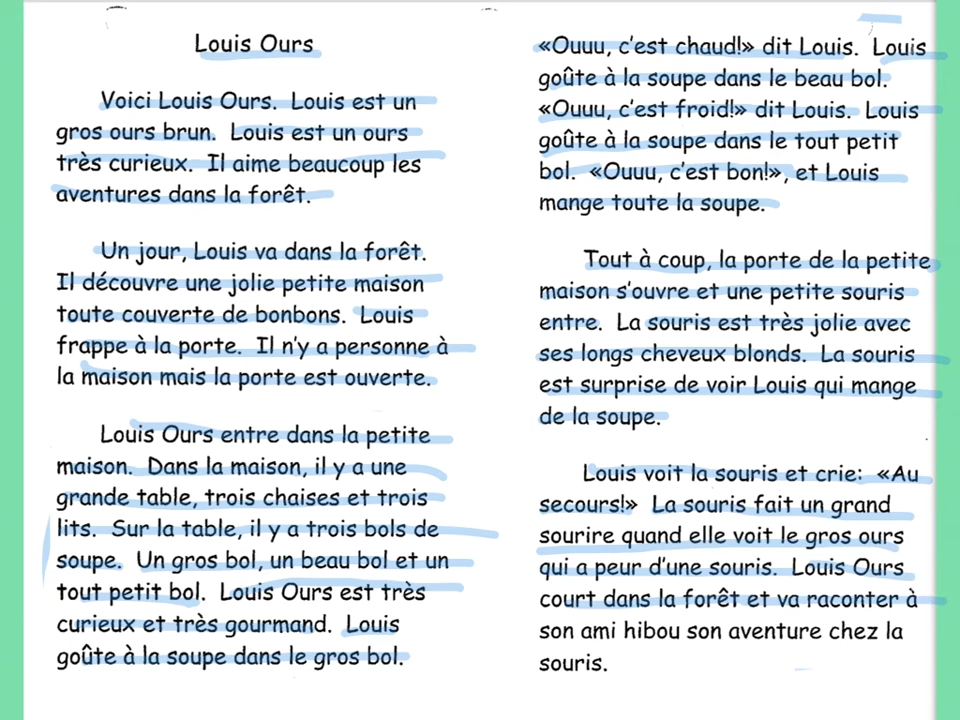 Louis Ours
Voici Louis Ours. Louis est un
gros ours brun. Louis est un ours
très curieux. Il aime beaucoup les
aventures dans la forêt.
Un jour, Louis va dans la forêt.
Il découvre une jolie petite maison
toute couverte de bonbons. Louis
frappe à la porte. Il n'y a personne à
la maison mais la porte est ouverte.
Louis Ours entre dans la petite
maison. Dans la maison, il y a une
grande table, trois chaises et trois
lits. Sur la table, il y a trois bols de
soupe. Un gros bol, un beau bol et un
tout petit bol. Louis Ours est très
curieux et très gourmand. Louis
goûte à la soupe dans le gros bol.
«Ouuu, c'est chaud!» dit Louis. Louis
goûte à la soupe dans le beau bol.
«Ouuu, c'est froid!» dit Louis. Louis
goûte à la soupe dans le tout petit
bol. «Ouuu, c'est bon!», et Louis
mange toute la soupe.
Tout à coup, la porte de la petite
maison s'ouvre et une petite souris
entre. La souris est très jolie avec
ses longs cheveux blonds. La souris
est surprise de voir Louis qui mange
de la soupe.
Louis voit la souris et crie: «Au
secours!» La souris fait un grand
sourire quand elle voit le gros ours
qui a peur d'une souris. Louis Ours
court dans la forêt et va raconter à
son ami hibou son aventure chez la
souris.